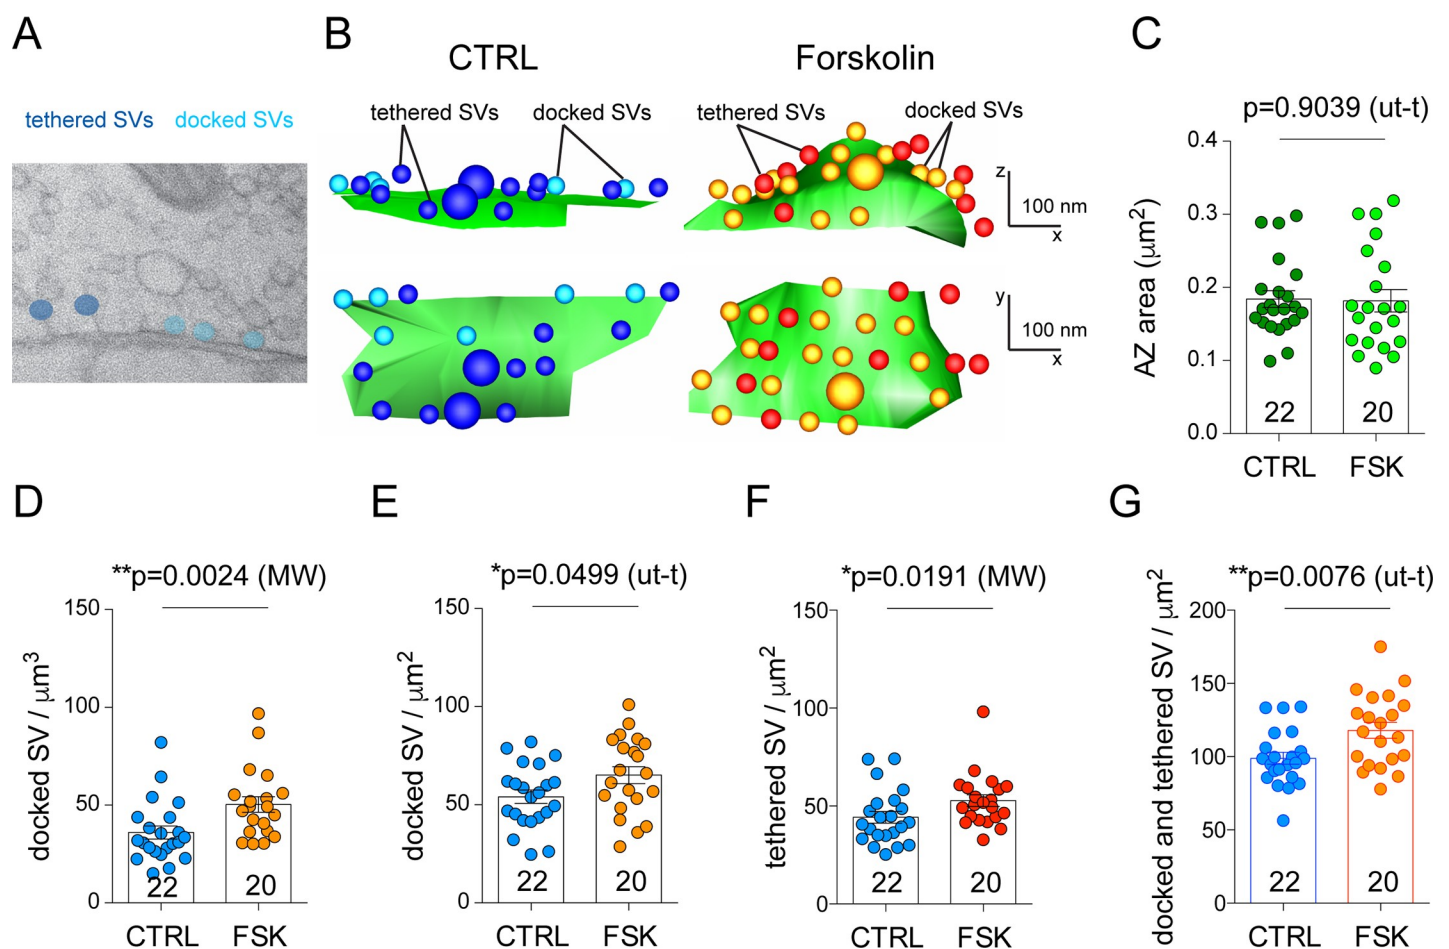 A
tethered SVs docked SVs
B
CTRL
Forskolin
tethered SVs docked SVs
tethered SVs docked SVs
z
100 nm
x
y
100 nm
x
C
p=0.9039 (ut-t)
AZ area (μm²)
0.4
0.3
0.2
0.1
0.0
22 20
CTRL FSK
D
**p=0.0024 (MW)
docked SV / μm³
150
100
50
0
22 20
CTRL FSK
E
*p=0.0499 (ut-t)
docked SV / μm²
150
100
50
0
22 20
CTRL FSK
F
*p=0.0191 (MW)
tethered SV / μm²
150
100
50
0
22 20
CTRL FSK
G
**p=0.0076 (ut-t)
docked and tethered SV / μm²
200
150
100
50
0
22 20
CTRL FSK